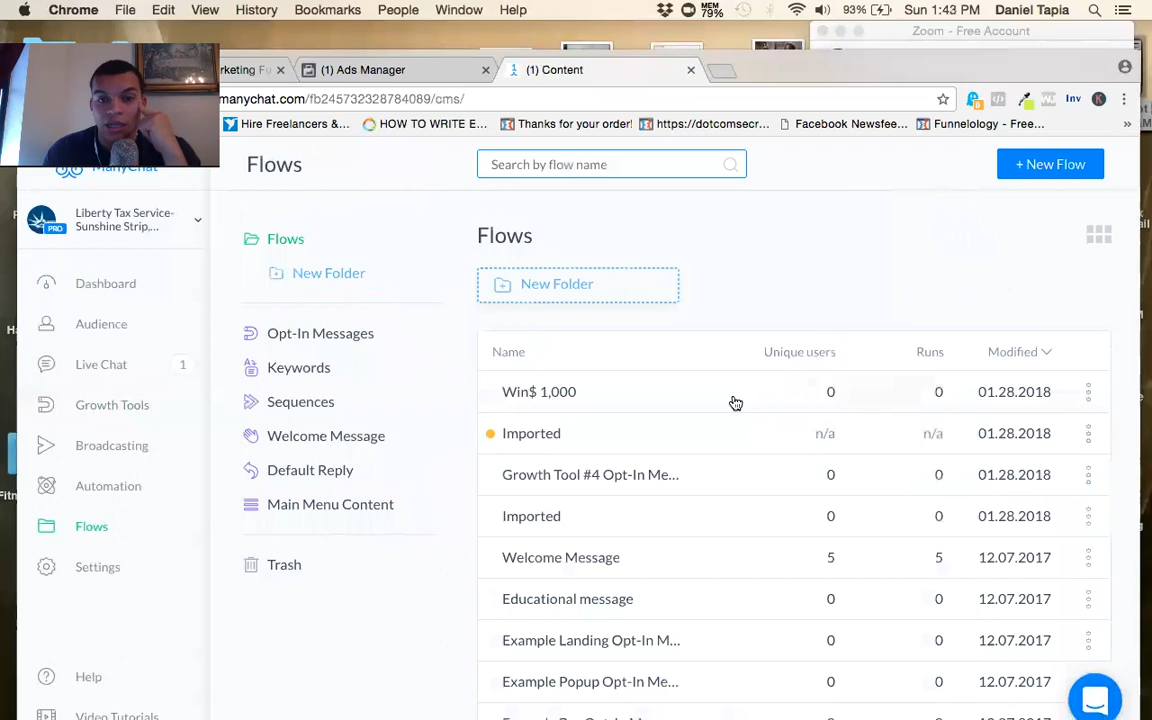 Chrome File Edit View History Bookmarks People Window Help MEM 79% 93% Sun 1:43 PM Daniel Tapia
Zoom - Free Account
rketing Fu (1) Ads Manager (1) Content
manychat.com/fb245732328784089/cms/
Hire Freelancers &... HOW TO WRITE E... Thanks for your order! https://dotcomsecr... Facebook Newsfee... Funnelology - Free... »
ManyChat
Flows
Search by flow name
+ New Flow
Liberty Tax Service-
Sunshine Strip,...
PRO
Dashboard
Audience
Live Chat 1
Growth Tools
Broadcasting
Automation
Flows
Settings
Help
Video Tutorials
Flows
New Folder
Opt-In Messages
Keywords
Sequences
Welcome Message
Default Reply
Main Menu Content
Trash
Flows
New Folder
Name Unique users Runs Modified
Win$ 1,000 0 0 01.28.2018
Imported n/a n/a 01.28.2018
Growth Tool #4 Opt-In Me... 0 0 01.28.2018
Imported 0 0 01.28.2018
Welcome Message 5 5 12.07.2017
Educational message 0 0 12.07.2017
Example Landing Opt-In M... 0 0 12.07.2017
Example Popup Opt-In Me... 0 0 12.07.2017